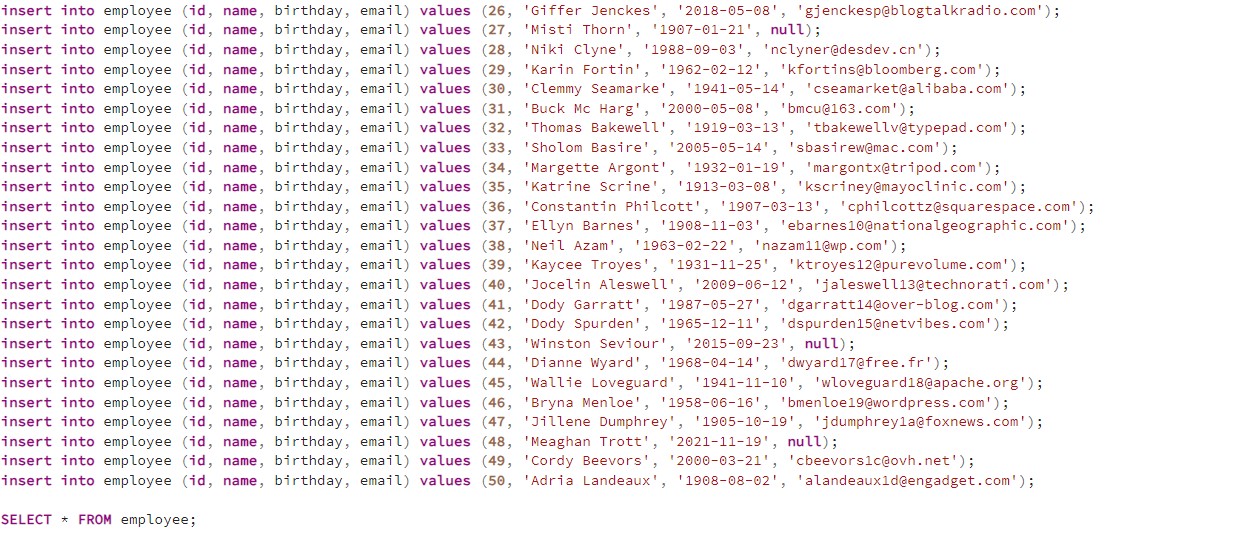 insert into employee (id, name, birthday, email) values (26, 'Giffer Jenckes', '2018-05-08', 'gjenckesp@blogtalkradio.com');
insert into employee (id, name, birthday, email) values (27, 'Misti Thorn', '1907-01-21', null);
insert into employee (id, name, birthday, email) values (28, 'Niki Clyne', '1988-09-03', 'nclyner@desdev.cn');
insert into employee (id, name, birthday, email) values (29, 'Karin Fortin', '1962-02-12', 'kfortins@bloomberg.com');
insert into employee (id, name, birthday, email) values (30, 'Clemmy Seamarke', '1941-05-14', 'cseamarket@alibaba.com');
insert into employee (id, name, birthday, email) values (31, 'Buck Mc Harg', '2000-05-08', 'bmcu@163.com');
insert into employee (id, name, birthday, email) values (32, 'Thomas Bakewell', '1919-03-13', 'tbakewellv@typepad.com');
insert into employee (id, name, birthday, email) values (33, 'Sholom Basire', '2005-05-14', 'sbasirew@mac.com');
insert into employee (id, name, birthday, email) values (34, 'Margette Argont', '1932-01-19', 'margontx@tripod.com');
insert into employee (id, name, birthday, email) values (35, 'Katrine Scrine', '1913-03-08', 'kscriney@mayoclinic.com');
insert into employee (id, name, birthday, email) values (36, 'Constantin Philcott', '1907-03-13', 'cphilcottz@squarespace.com');
insert into employee (id, name, birthday, email) values (37, 'Ellyn Barnes', '1908-11-03', 'ebarnes10@nationalgeographic.com');
insert into employee (id, name, birthday, email) values (38, 'Neil Azam', '1963-02-22', 'nazam11@wp.com');
insert into employee (id, name, birthday, email) values (39, 'Kaycee Troyes', '1931-11-25', 'ktroyes12@purevolume.com');
insert into employee (id, name, birthday, email) values (40, 'Jocelin Aleswell', '2009-06-12', 'jaleswell13@technorati.com');
insert into employee (id, name, birthday, email) values (41, 'Dody Garratt', '1987-05-27', 'dgarratt14@over-blog.com');
insert into employee (id, name, birthday, email) values (42, 'Dody Spurden', '1965-12-11', 'dspurden15@netvibes.com');
insert into employee (id, name, birthday, email) values (43, 'Winston Seviour', '2015-09-23', null);
insert into employee (id, name, birthday, email) values (44, 'Dianne Wyard', '1968-04-14', 'dwyard17@free.fr');
insert into employee (id, name, birthday, email) values (45, 'Wallie Loveguard', '1941-11-10', 'wloveguard18@apache.org');
insert into employee (id, name, birthday, email) values (46, 'Bryna Menloe', '1958-06-16', 'bmenloe19@wordpress.com');
insert into employee (id, name, birthday, email) values (47, 'Jillene Dumphrey', '1905-10-19', 'jdumphrey1a@foxnews.com');
insert into employee (id, name, birthday, email) values (48, 'Meaghan Trott', '2021-11-19', null);
insert into employee (id, name, birthday, email) values (49, 'Cordy Beevors', '2000-03-21', 'cbeevors1c@ovh.net');
insert into employee (id, name, birthday, email) values (50, 'Adria Landeaux', '1908-08-02', 'alandeaux1d@engadget.com');
SELECT * FROM employee;